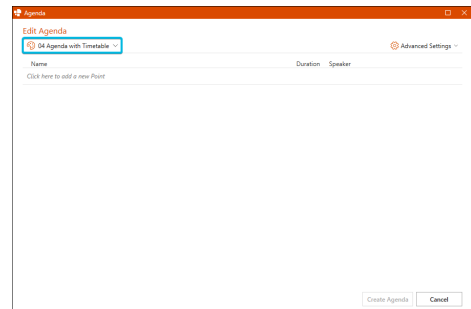 Agenda
Edit Agenda
04 Agenda with Timetable
Advanced Settings
Name Duration Speaker
Click here to add a new Point
Create Agenda Cancel